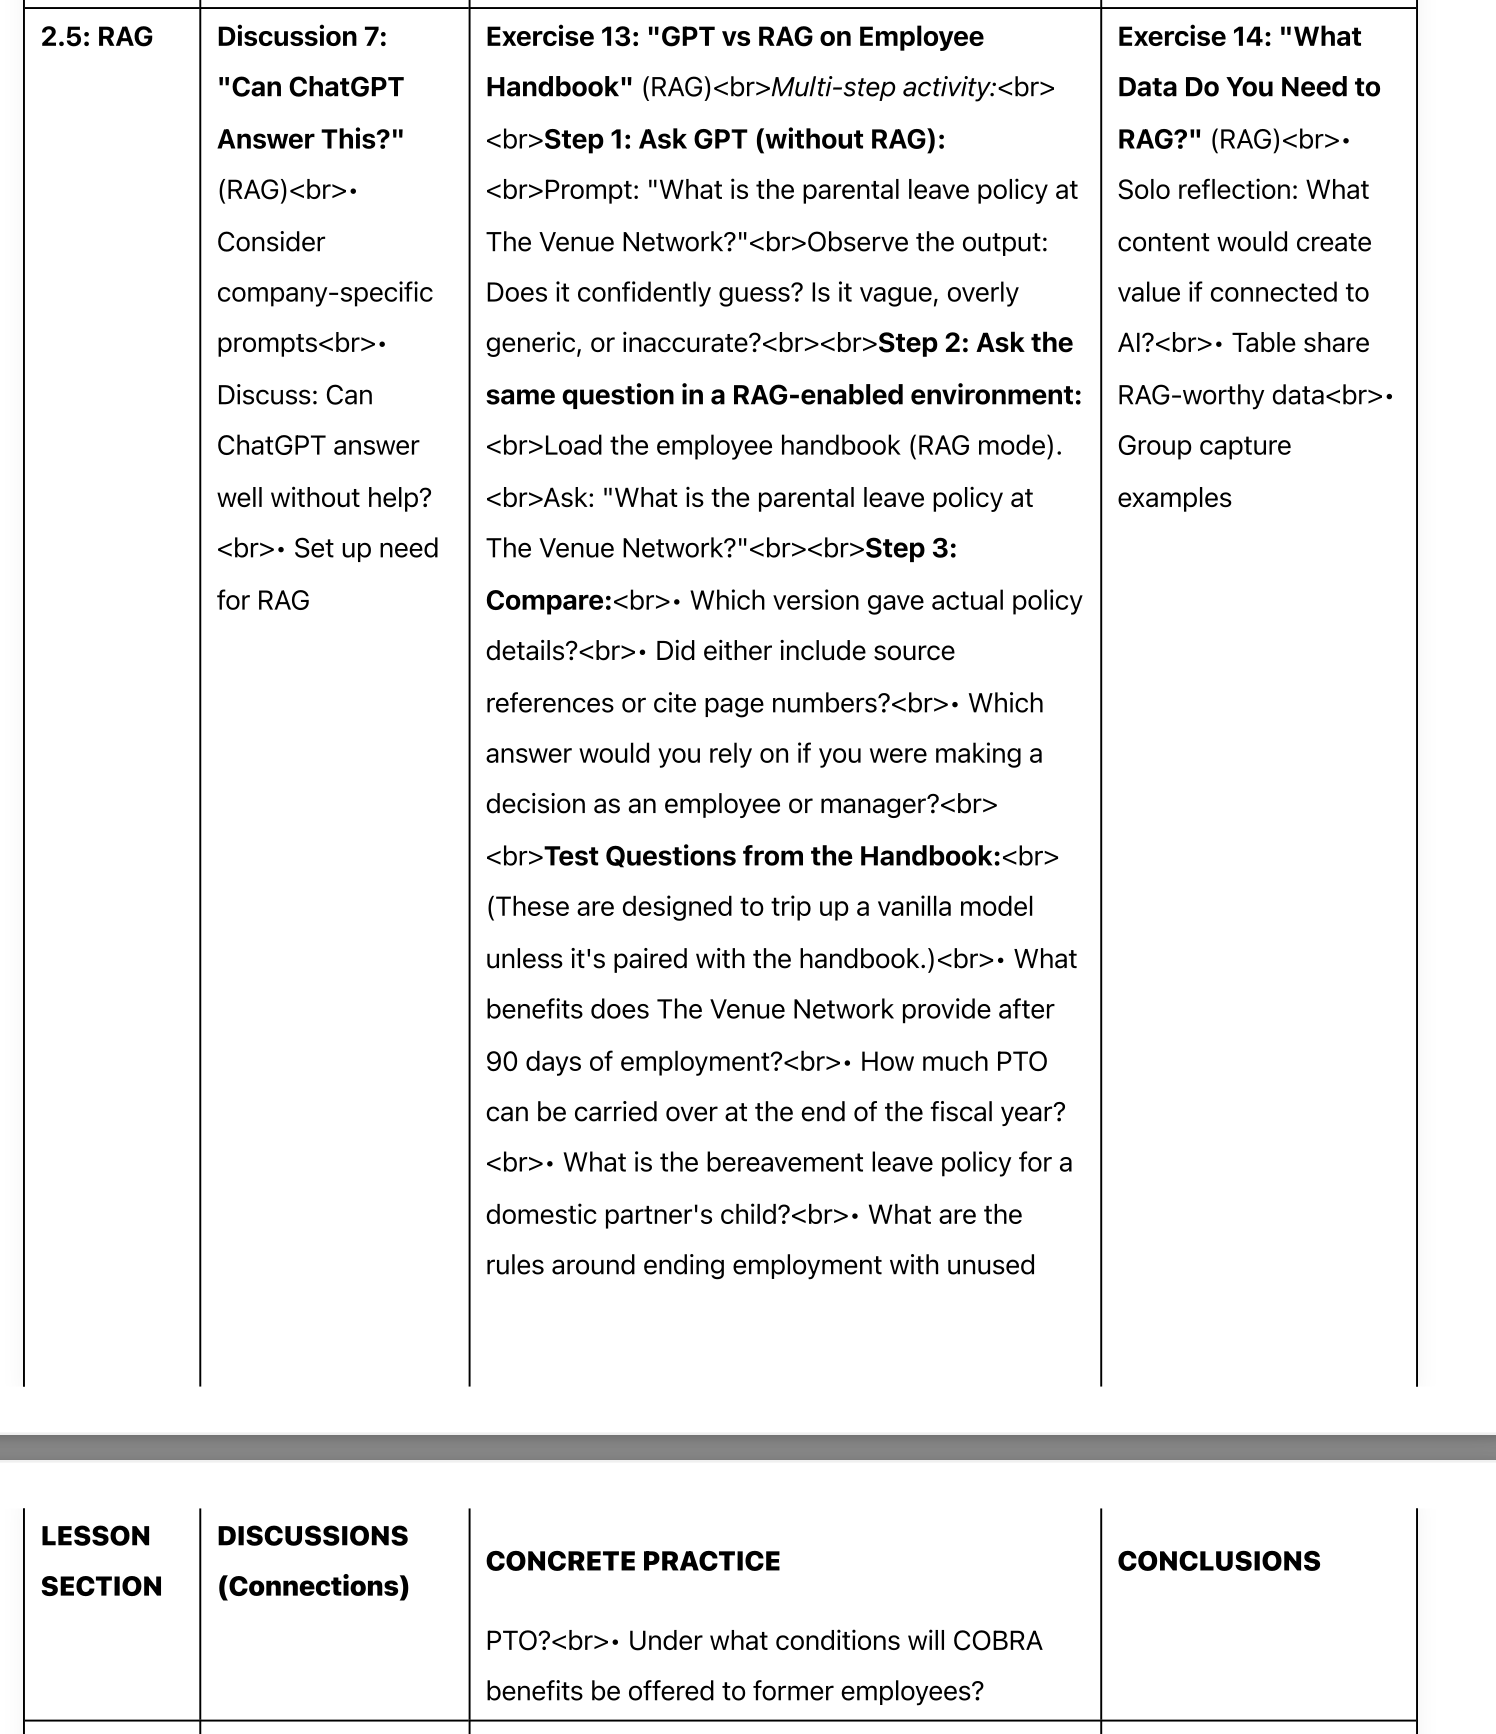 2.5: RAG
Discussion 7:
"Can ChatGPT
Answer This?"
(RAG)<br>•
Consider
company-specific
prompts<br>•
Discuss: Can
ChatGPT answer
well without help?
<br>• Set up need
for RAG
Exercise 13: "GPT vs RAG on Employee
Handbook" (RAG)<br>Multi-step activity:<br>
<br>Step 1: Ask GPT (without RAG):
<br>Prompt: "What is the parental leave policy at
The Venue Network?"<br>Observe the output:
Does it confidently guess? Is it vague, overly
generic, or inaccurate?<br><br>Step 2: Ask the
same question in a RAG-enabled environment:
<br>Load the employee handbook (RAG mode).
<br>Ask: "What is the parental leave policy at
The Venue Network?"<br><br>Step 3:
Compare:<br>• Which version gave actual policy
details?<br>• Did either include source
references or cite page numbers?<br>• Which
answer would you rely on if you were making a
decision as an employee or manager?<br>
<br>Test Questions from the Handbook:<br>
(These are designed to trip up a vanilla model
unless it's paired with the handbook.)<br>• What
benefits does The Venue Network provide after
90 days of employment?<br>• How much PTO
can be carried over at the end of the fiscal year?
<br>• What is the bereavement leave policy for a
domestic partner's child?<br>• What are the
rules around ending employment with unused
Exercise 14: "What
Data Do You Need to
RAG?" (RAG)<br>•
Solo reflection: What
content would create
value if connected to
AI?<br>• Table share
RAG-worthy data<br>•
Group capture
examples
LESSON
SECTION
DISCUSSIONS
(Connections)
CONCRETE PRACTICE
CONCLUSIONS
PTO?<br>• Under what conditions will COBRA
benefits be offered to former employees?